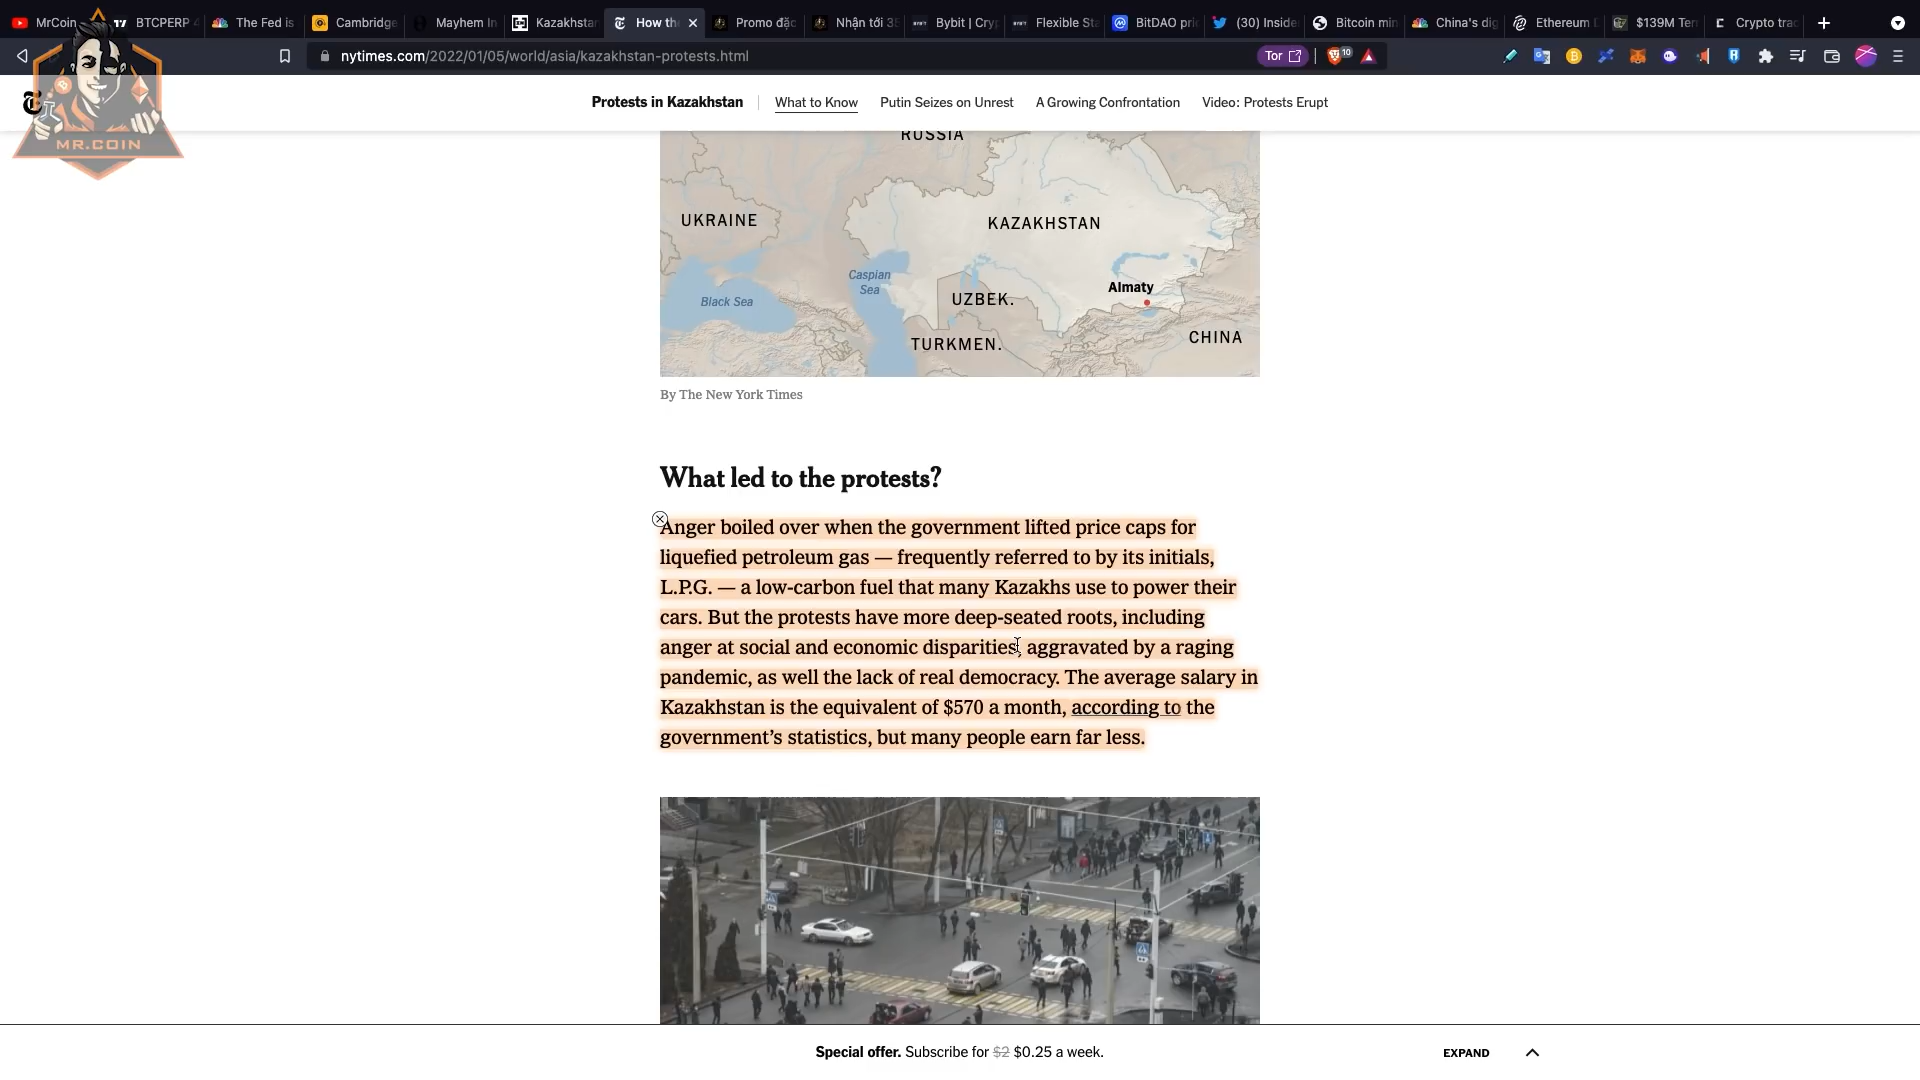 MrCoin
BTCPERP
The Fed is
Cambridge
Mayhem In
Kazakhstan
How the
Promo đặc
Bybit | Cryp
Flexible Sta
BitDAO pri
(30) Inside
Bitcoin min
China's dig
Ethereum
$139M Ter
Crypto trac
nytimes.com/2022/01/05/world/asia/kazakhstan-protests.html
Tor
10
MR.COIN
Protests in Kazakhstan
What to Know
Putin Seizes on Unrest
A Growing Confrontation
Video: Protests Erupt
RUSSIA
UKRAINE
KAZAKHSTAN
Caspian
Sea
Almaty
Black Sea
UZBEK.
CHINA
TURKMEN.
By The New York Times
What led to the protests?
Anger boiled over when the government lifted price caps for
liquefied petroleum gas — frequently referred to by its initials,
L.P.G. — a low-carbon fuel that many Kazakhs use to power their
cars. But the protests have more deep-seated roots, including
anger at social and economic disparities, aggravated by a raging
pandemic, as well the lack of real democracy. The average salary in
Kazakhstan is the equivalent of $570 a month, according to the
government’s statistics, but many people earn far less.
Special offer. Subscribe for $2 $0.25 a week.
EXPAND